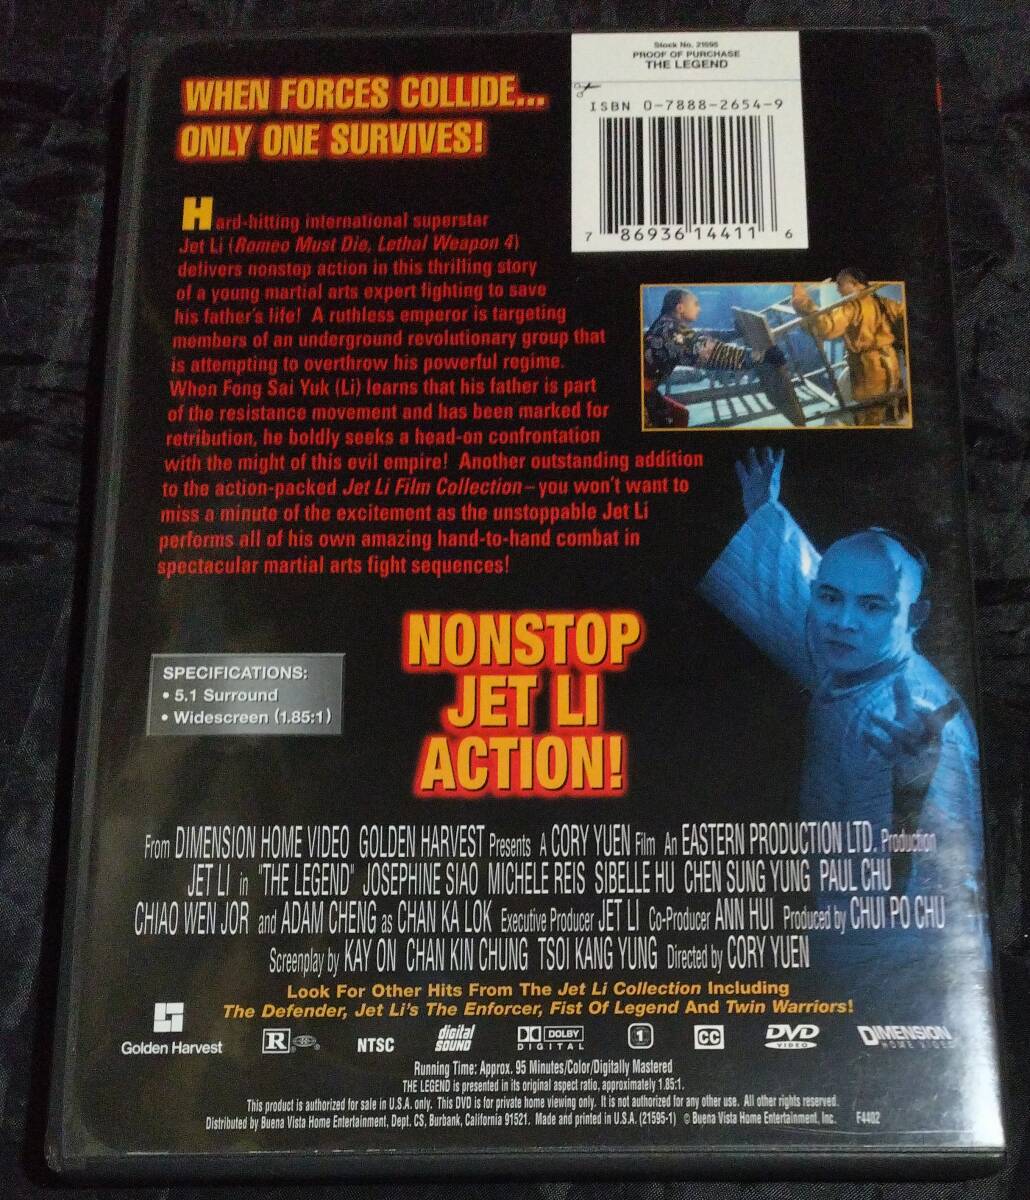 Stock No. 21595
PROOF OF PURCHASE
THE LEGEND
ISBN 0-7888-2654-9
7 86936 14411 6
WHEN FORCES COLLIDE...
ONLY ONE SURVIVES!
Hard-hitting international superstar
Jet Li (Romeo Must Die, Lethal Weapon 4)
delivers nonstop action in this thrilling story
of a young martial arts expert fighting to save
his father's life! A ruthless emperor is targeting
members of an underground revolutionary group that
is attempting to overthrow his powerful regime.
When Fong Sai Yuk (Li) learns that his father is part
of the resistance movement and has been marked for
retribution, he boldly seeks a head-on confrontation
with the might of this evil empire! Another outstanding addition
to the action-packed Jet Li Film Collection – you won't want to
miss a minute of the excitement as the unstoppable Jet Li
performs all of his own amazing hand-to-hand combat in
spectacular martial arts fight sequences!
NONSTOP
JET LI
ACTION!
SPECIFICATIONS:
• 5.1 Surround
• Widescreen (1.85:1)
From DIMENSION HOME VIDEO GOLDEN HARVEST Presents A CORY YUEN Film An EASTERN PRODUCTION LTD. Production
JET LI in "THE LEGEND" JOSEPHINE SIAO MICHELE REIS SIBELLE HU CHEN SUNG YUNG PAUL CHU
CHIAO WEN JOR and ADAM CHENG as CHAN KA LOK Executive Producer JET LI Co-Producer ANN HUI Produced by CHUI PO CHU
Screenplay by KAY ON CHAN KIN CHUNG TSOI KANG YUNG Directed by CORY YUEN
Look For Other Hits From The Jet Li Collection Including
The Defender, Jet Li's The Enforcer, Fist Of Legend And Twin Warriors!
Golden Harvest
R NTSC digital SOUND DOLBY DIGITAL 1 CC DVD VIDEO DIMENSION HOME VIDEO
Running Time: Approx. 95 Minutes/Color/Digitally Mastered
THE LEGEND is presented in its original aspect ratio, approximately 1.85:1.
This product is authorized for sale in U.S.A. only. This DVD is for private home viewing only. It is not authorized for any other use. All other rights reserved.
Distributed by Buena Vista Home Entertainment, Dept. CS, Burbank, California 91521. Made and printed in U.S.A. (21595-1) © Buena Vista Home Entertainment, Inc. F4402